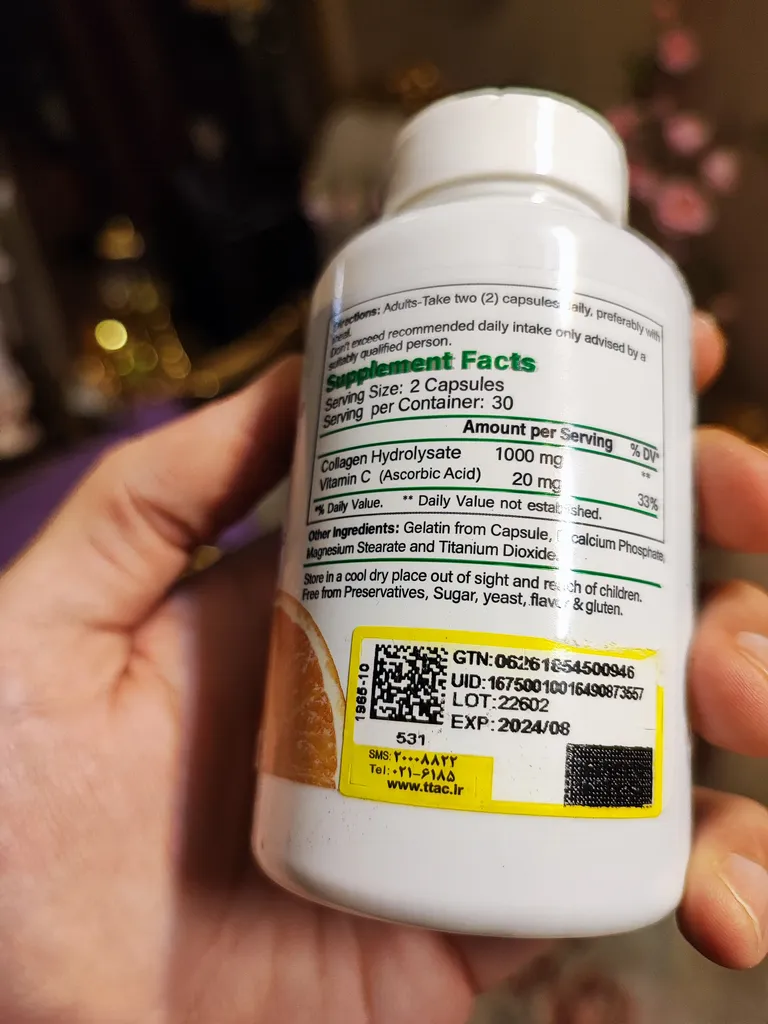 Directions: Adults-Take two (2) capsules daily, preferably with
meal.
Don't exceed recommended daily intake only advised by a
suitably qualified person.
Supplement Facts
Serving Size: 2 Capsules
Serving per Container: 30
Amount per Serving % DV*
Collagen Hydrolysate 1000 mg **
Vitamin C (Ascorbic Acid) 20 mg 33%
*% Daily Value. ** Daily Value not established.
Other Ingredients: Gelatin from Capsule, Dicalcium Phosphate,
Magnesium Stearate and Titanium Dioxide.
Store in a cool dry place out of sight and reach of children.
Free from Preservatives, Sugar, yeast, flavor & gluten.
1965-10
GTN: 06261854500946
UID: 16750010016490873557
LOT: 22602
EXP: 2024/08
531
SMS: ۲۰۰۰۸۸۲۲
Tel: ۰۲۱-۶۱۸۵
www.ttac.ir